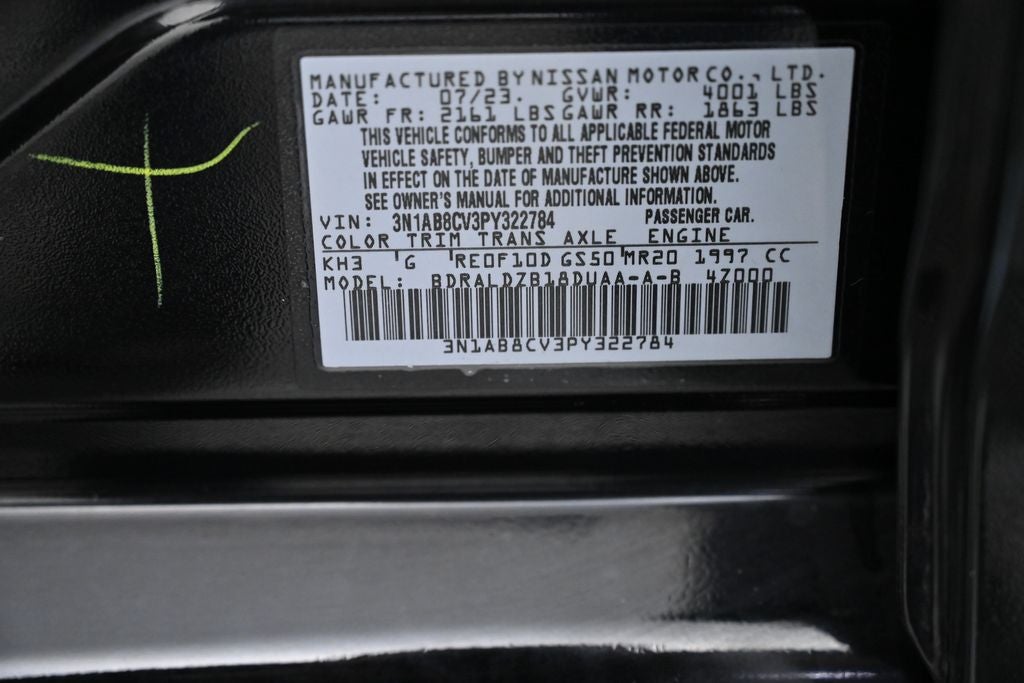 MANUFACTURED BY NISSAN MOTOR CO., LTD.
DATE: 07/23. GVWR: 4001 LBS
GAWR FR: 2161 LBS GAWR RR: 1863 LBS
THIS VEHICLE CONFORMS TO ALL APPLICABLE FEDERAL MOTOR
VEHICLE SAFETY, BUMPER AND THEFT PREVENTION STANDARDS
IN EFFECT ON THE DATE OF MANUFACTURE SHOWN ABOVE.
SEE OWNER'S MANUAL FOR ADDITIONAL INFORMATION.
VIN: 3N1AB8CV3PY322784 PASSENGER CAR.
COLOR TRIM TRANS AXLE ENGINE
KH3 'G 'RE0F10D GS50'MR20 1997 CC
MODEL: BDRALDZB18DUAA-A-B 4Z000
3N1AB8CV3PY322784